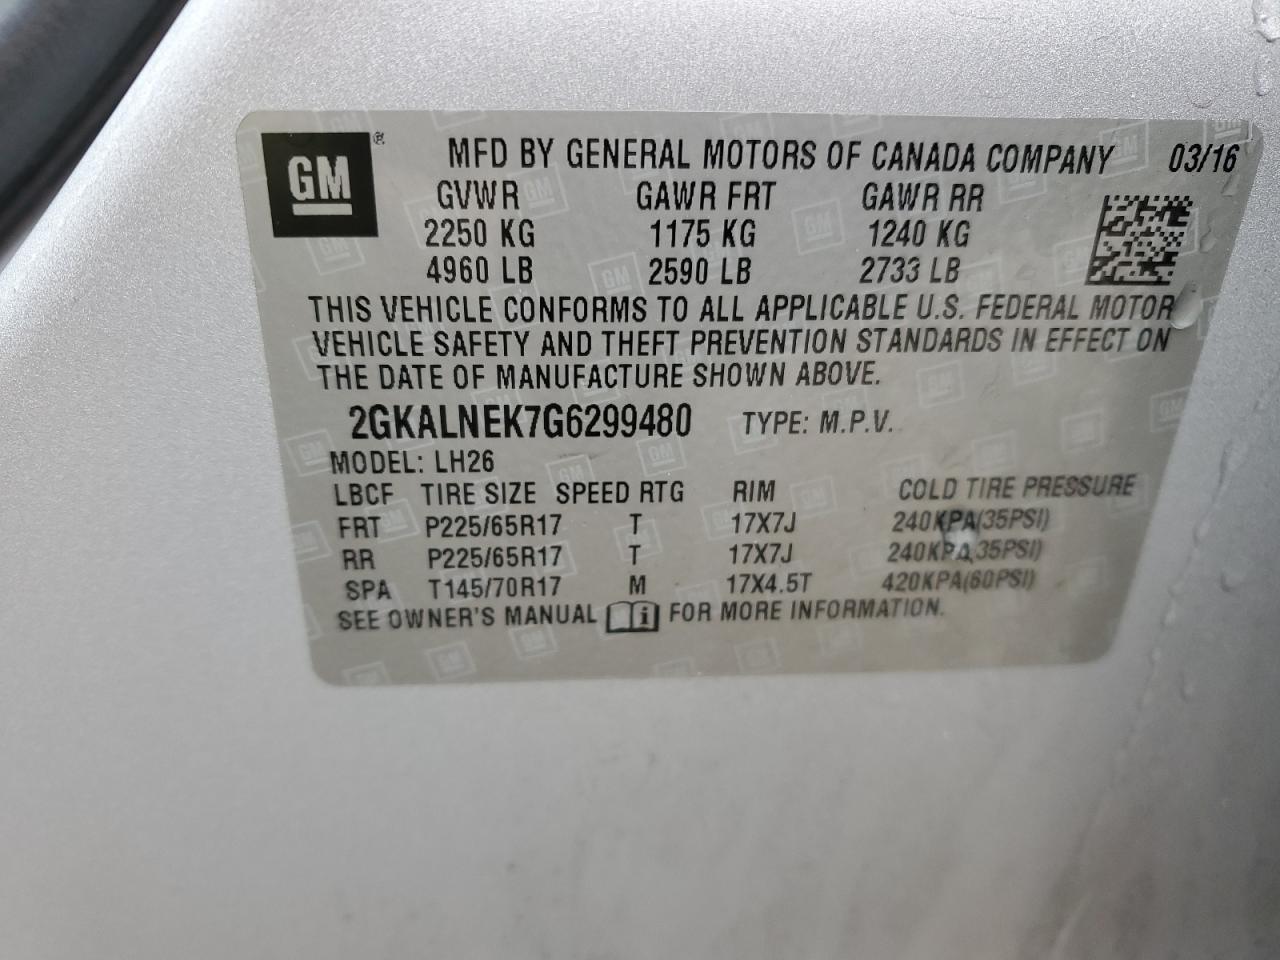 GM ® MFD BY GENERAL MOTORS OF CANADA COMPANY 03/16
GVWR GAWR FRT GAWR RR
2250 KG 1175 KG 1240 KG
4960 LB 2590 LB 2733 LB
THIS VEHICLE CONFORMS TO ALL APPLICABLE U.S. FEDERAL MOTOR
VEHICLE SAFETY AND THEFT PREVENTION STANDARDS IN EFFECT ON
THE DATE OF MANUFACTURE SHOWN ABOVE.
2GKALNEK7G6299480 TYPE: M.P.V.
MODEL: LH26
LBCF TIRE SIZE SPEED RTG RIM COLD TIRE PRESSURE
FRT P225/65R17 T 17X7J 240KPA(35PSI)
RR P225/65R17 T 17X7J 240KPA(35PSI)
SPA T145/70R17 M 17X4.5T 420KPA(60PSI)
SEE OWNER'S MANUAL i FOR MORE INFORMATION.